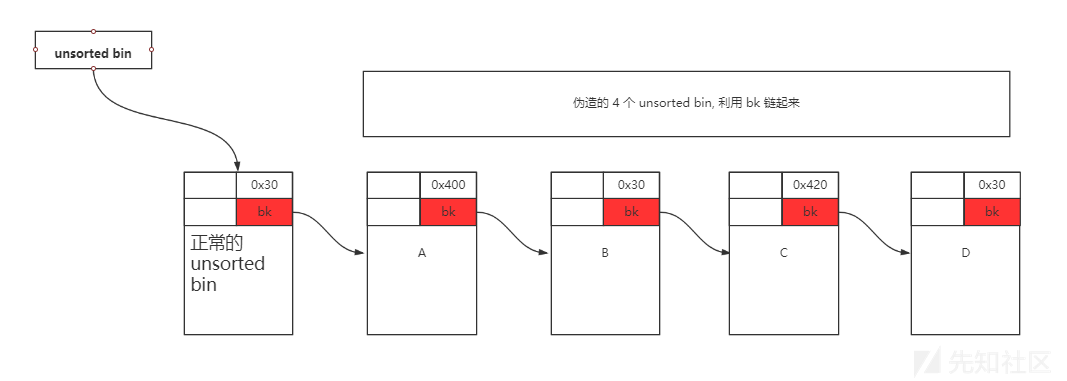 unsorted bin
伪造的 4 个 unsorted bin, 利用 bk 链起来
0x30
0x400
0x30
0x420
0x30
bk
bk
bk
bk
bk
正常的
unsorted
bin
A
B
C
D
先知社区